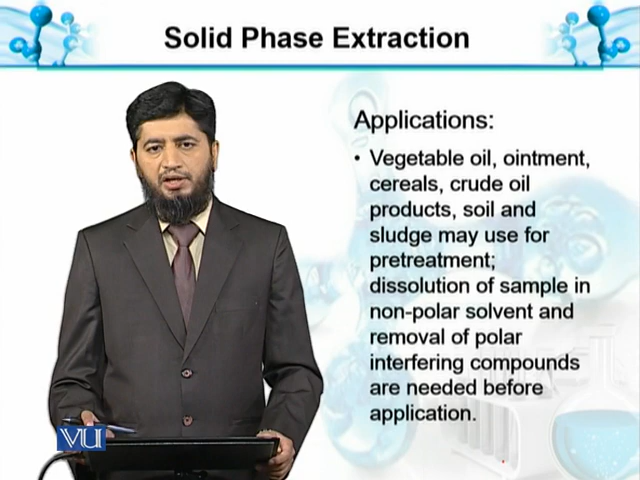 Solid Phase Extraction
Applications:
• Vegetable oil, ointment,
cereals, crude oil
products, soil and
sludge may use for
pretreatment;
dissolution of sample in
non-polar solvent and
removal of polar
interfering compounds
are needed before
application.
VU